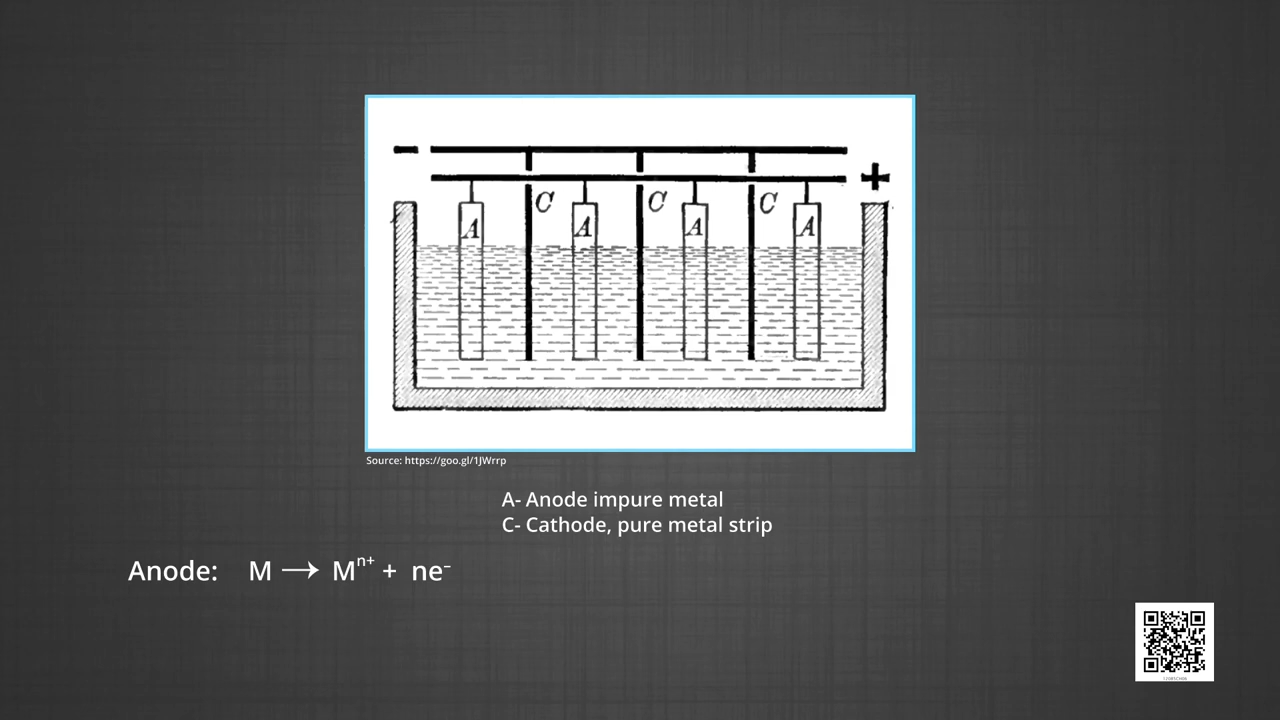 − +
C C C
A A A A
Source: https://goo.gl/1JWrrp
A- Anode impure metal
C- Cathode, pure metal strip
Anode: M ⟶ Mⁿ⁺ + ne⁻